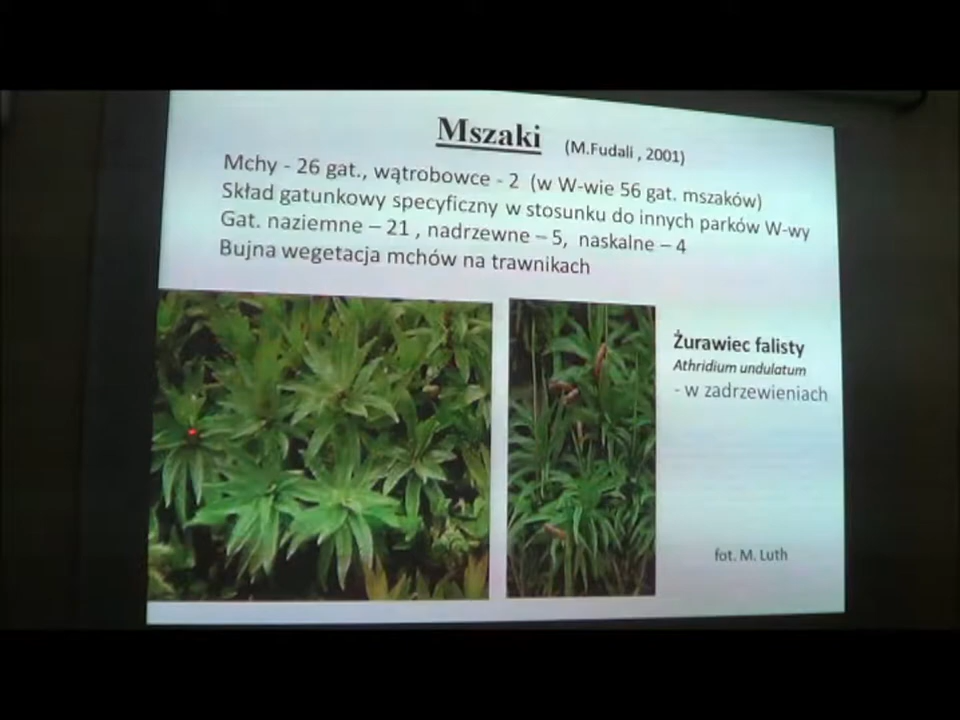 Mszaki (M.Fudali , 2001)
Mchy - 26 gat., wątrobowce - 2 (w W-wie 56 gat. mszaków)
Skład gatunkowy specyficzny w stosunku do innych parków W-wy
Gat. naziemne – 21 , nadrzewne – 5, naskalne – 4
Bujna wegetacja mchów na trawnikach
Żurawiec falisty
Athridium undulatum
- w zadrzewieniach
fot. M. Luth